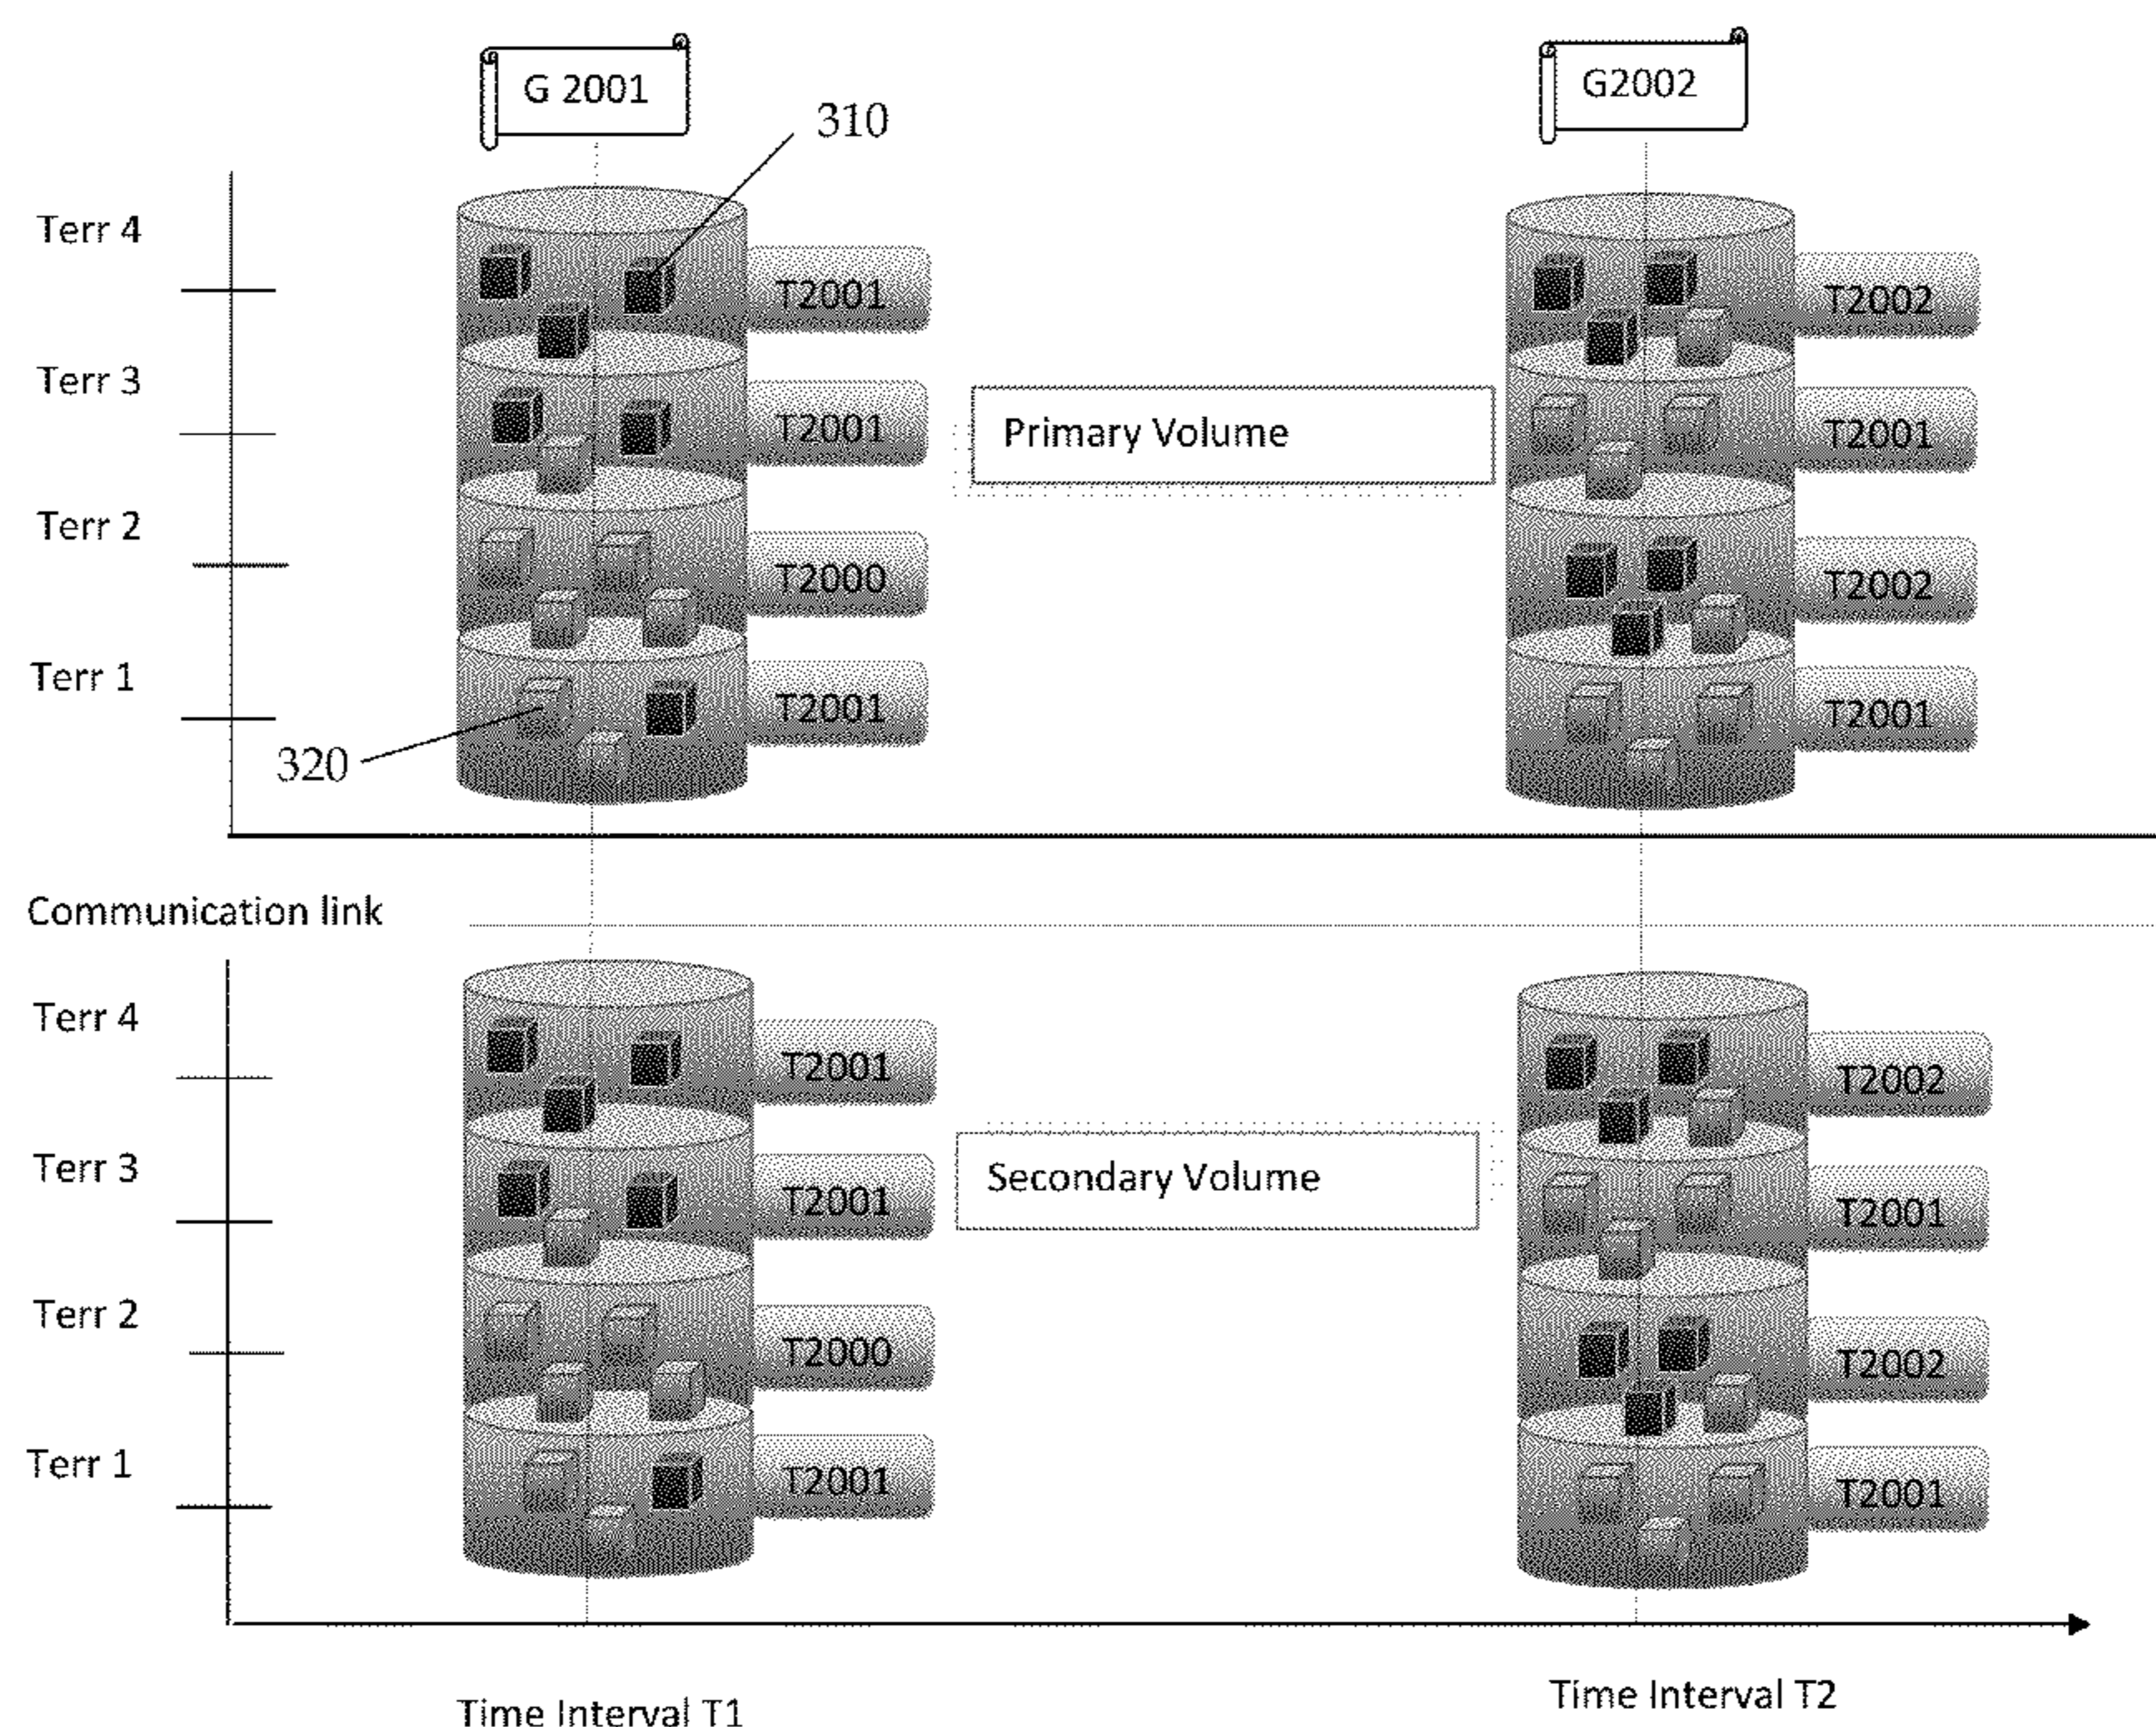 G 2001
G2002
310
Terr 4
T2001
T2002
Terr 3
T2001
Primary Volume
T2001
Terr 2
T2000
T2002
Terr 1
T2001
T2001
320
Communication link
Terr 4
T2001
T2002
Terr 3
T2001
Secondary Volume
T2001
Terr 2
T2000
T2002
Terr 1
T2001
T2001
Time Interval T1
Time Interval T2